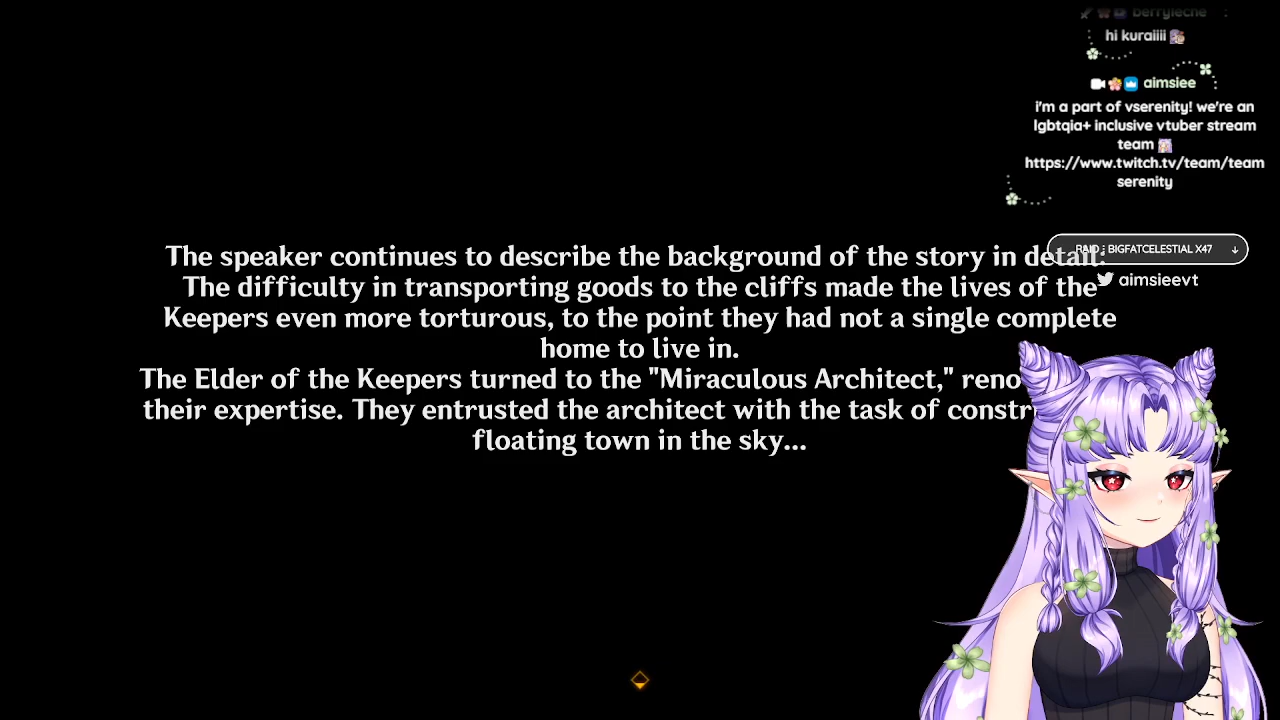 berryleche :
hi kuraiiii
aimsiee :
i'm a part of vserenity! we're an
lgbtqia+ inclusive vtuber stream
team
https://www.twitch.tv/team/team
serenity
RAID : BIGFATCELESTIAL X47 ↓
aimsieevt
The speaker continues to describe the background of the story in detail:
The difficulty in transporting goods to the cliffs made the lives of the
Keepers even more torturous, to the point they had not a single complete
home to live in.
The Elder of the Keepers turned to the "Miraculous Architect,"
their expertise. They entrusted the architect with the task of
floating town in the sky...